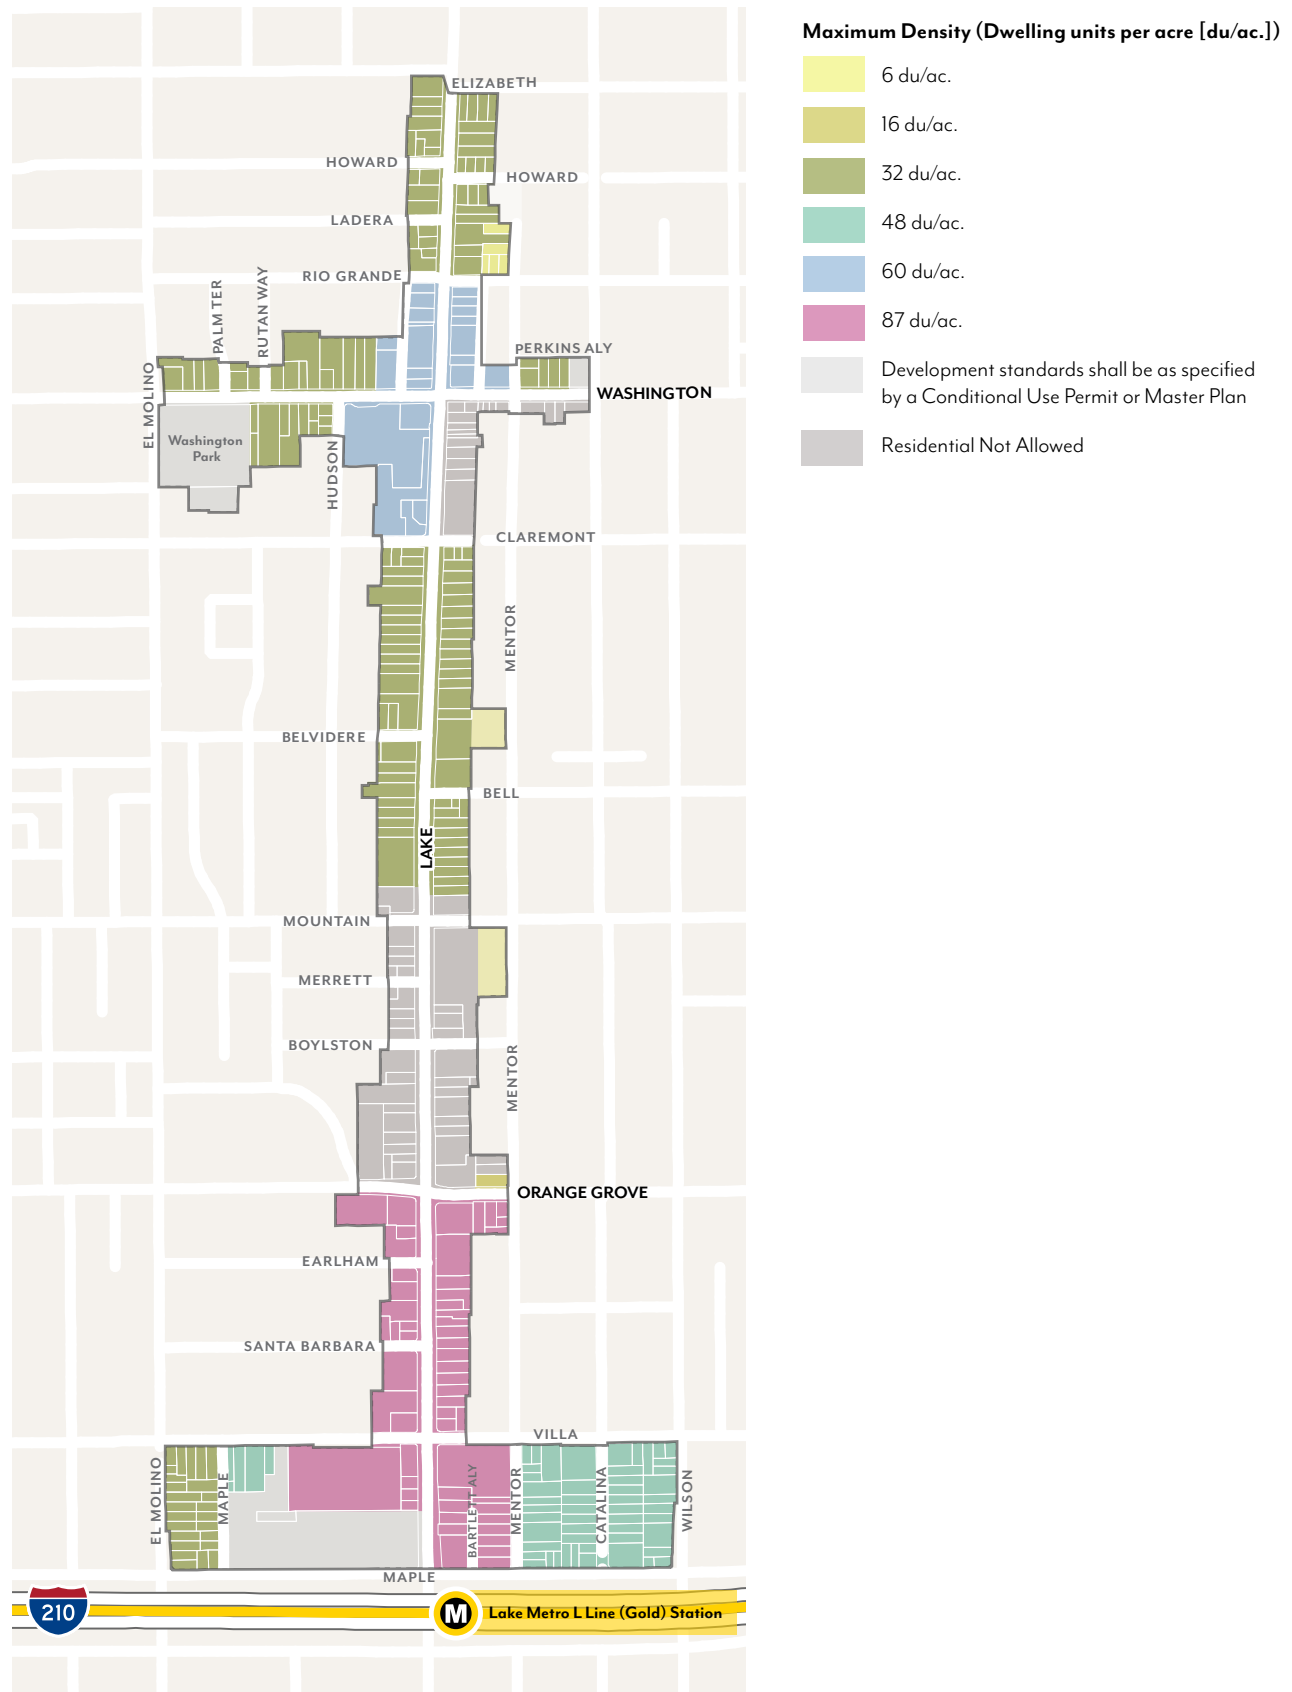 Maximum Density (Dwelling units per acre [du/ac.])
6 du/ac.
16 du/ac.
32 du/ac.
48 du/ac.
60 du/ac.
87 du/ac.
Development standards shall be as specified
by a Conditional Use Permit or Master Plan
Residential Not Allowed
ELIZABETH
HOWARD
HOWARD
LADERA
RIO GRANDE
PALM TER
RUTAN WAY
PERKINS ALY
EL MOLINO
WASHINGTON
Washington
Park
HUDSON
CLAREMONT
MENTOR
BELVIDERE
BELL
LAKE
MOUNTAIN
MERRETT
BOYLSTON
MENTOR
ORANGE GROVE
EARLHAM
SANTA BARBARA
VILLA
EL MOLINO
MAPLE
BARTLETT ALY
MENTOR
CATALINA
WILSON
MAPLE
210
M
Lake Metro L Line (Gold) Station